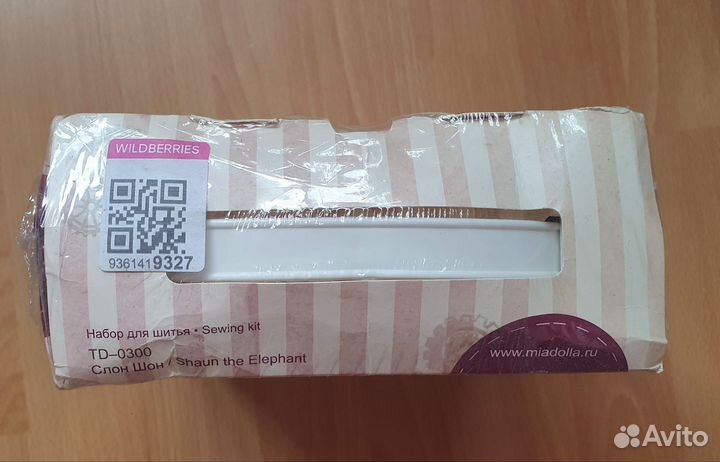 WILDBERRIES
9361419327
Набор для шитья • Sewing kit
TD–0300
Слон Шон / Shaun the Elephant
www.miadolla.ru
Avito